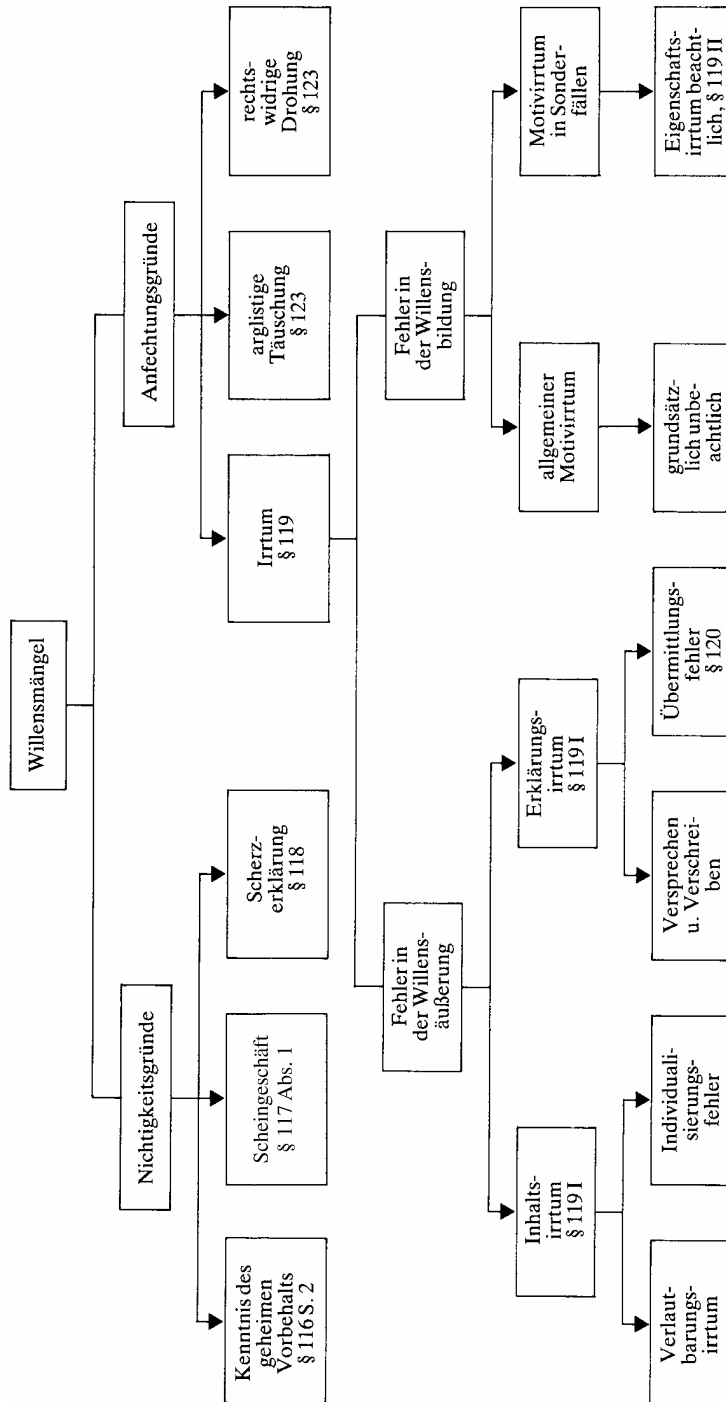 Willensmängel
Nichtigkeitsgründe
Anfechtungsgründe
Kenntnis des
geheimen
Vorbehalts
§ 116 S. 2
Scheingeschäft
§ 117 Abs. 1
Scherz-
erklärung
§ 118
Irrtum
§ 119
arglistige
Täuschung
§ 123
rechts-
widrige
Drohung
§ 123
Fehler in
der Willens-
äußerung
Fehler in
der Willens-
bildung
Inhalts-
irrtum
§ 119 I
Erklärungs-
irrtum
§ 119 I
allgemeiner
Motivirrtum
Motivirrtum
in Sonder-
fällen
Verlaut-
barungs-
irrtum
Individuali-
sierungs-
fehler
Versprechen
u. Verschrei-
ben
Übermittlungs-
fehler
§ 120
grundsätz-
lich unbe-
achtlich
Eigenschafts-
irrtum beacht-
lich, § 119 II